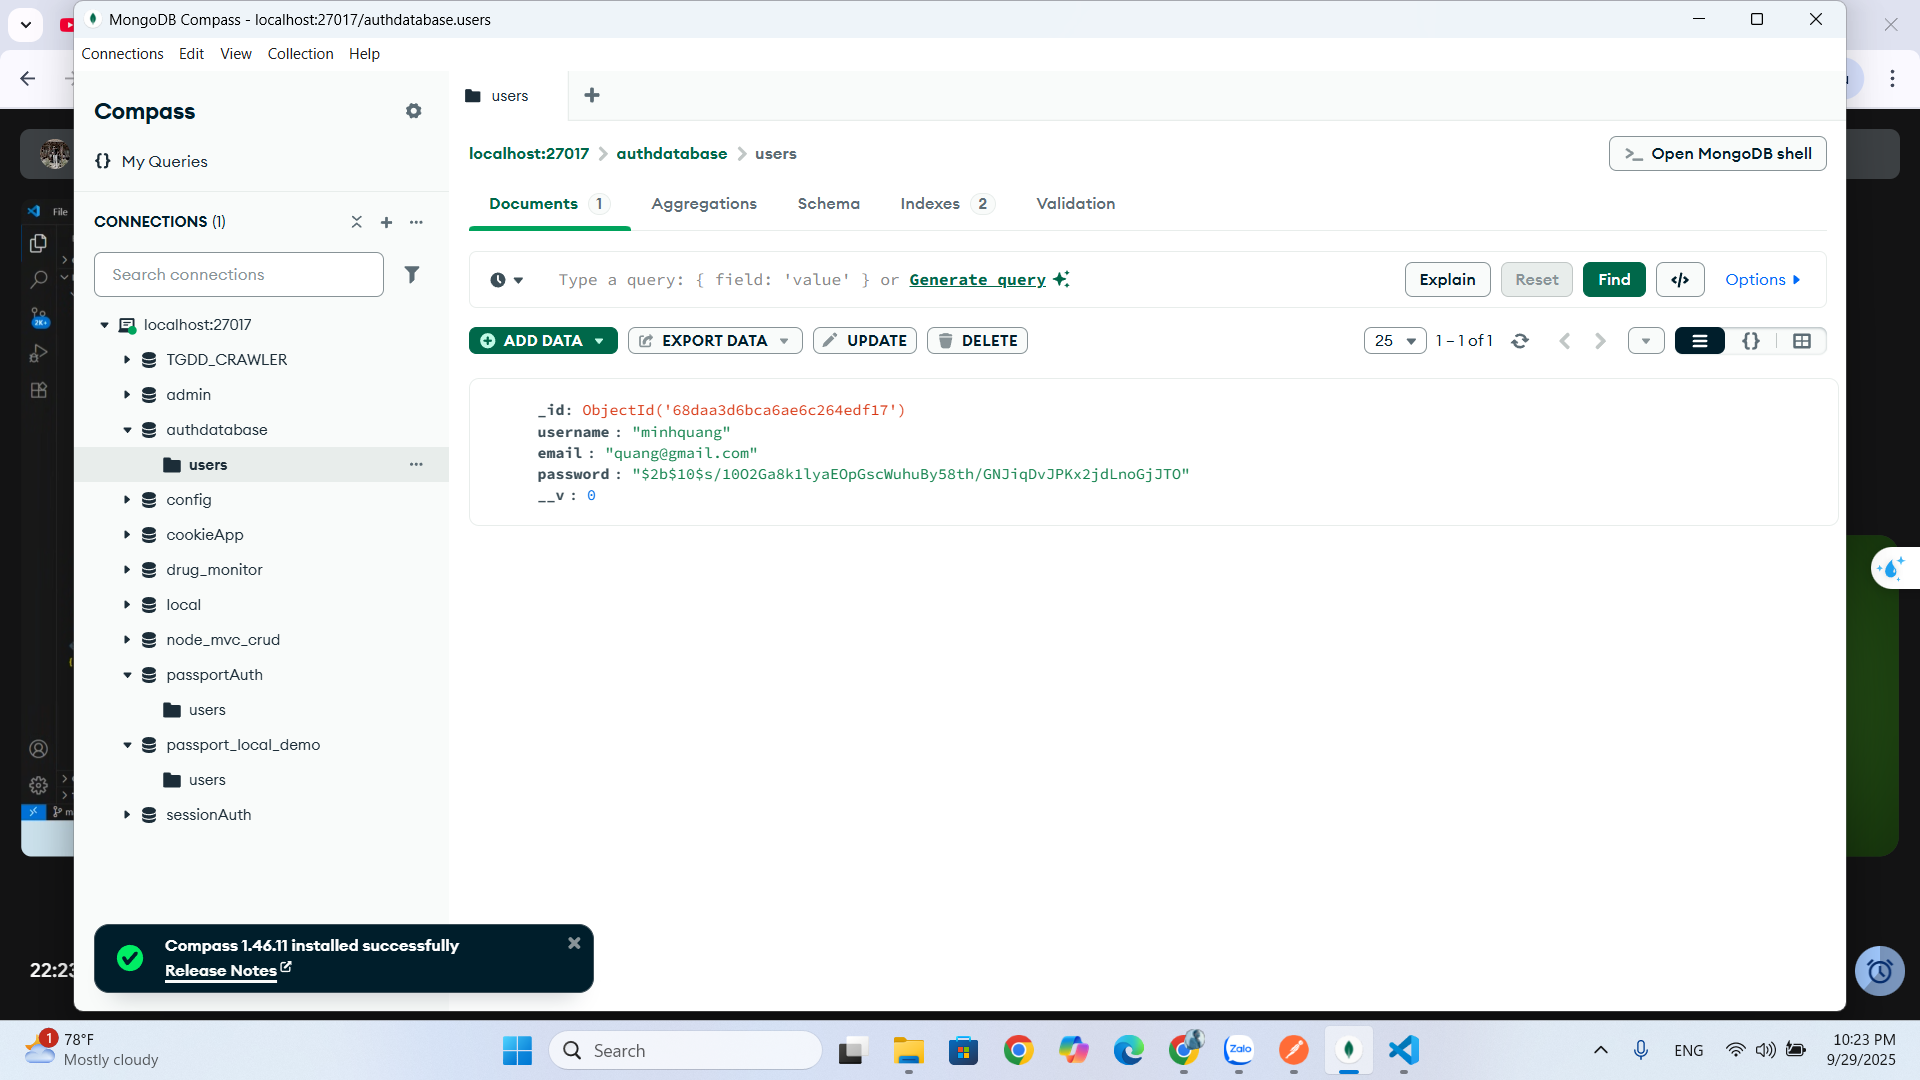 MongoDB Compass - localhost:27017/authdatabase.users
Connections Edit View Collection Help
Compass
{} My Queries
CONNECTIONS (1)
Search connections
localhost:27017
TGDD_CRAWLER
admin
authdatabase
users
config
cookieApp
drug_monitor
local
node_mvc_crud
passportAuth
users
passport_local_demo
users
sessionAuth
users
localhost:27017 > authdatabase > users
>_ Open MongoDB shell
Documents 1 Aggregations Schema Indexes 2 Validation
Type a query: { field: 'value' } or Generate query
Explain Reset Find </> Options
ADD DATA EXPORT DATA UPDATE DELETE
25 1 – 1 of 1 {}
_id: ObjectId('68daa3d6bca6ae6c264edf17')
username : "minhquang"
email : "quang@gmail.com"
password : "$2b$10$s/10O2Ga8k1lyaEOpGscWuhuBy58th/GNJiqDvJPKx2jdLnoGjJTO"
__v : 0
Compass 1.46.11 installed successfully
Release Notes
File
2K+
22:23
1
78°F
Mostly cloudy
Search
Zalo
ENG
10:23 PM
9/29/2025